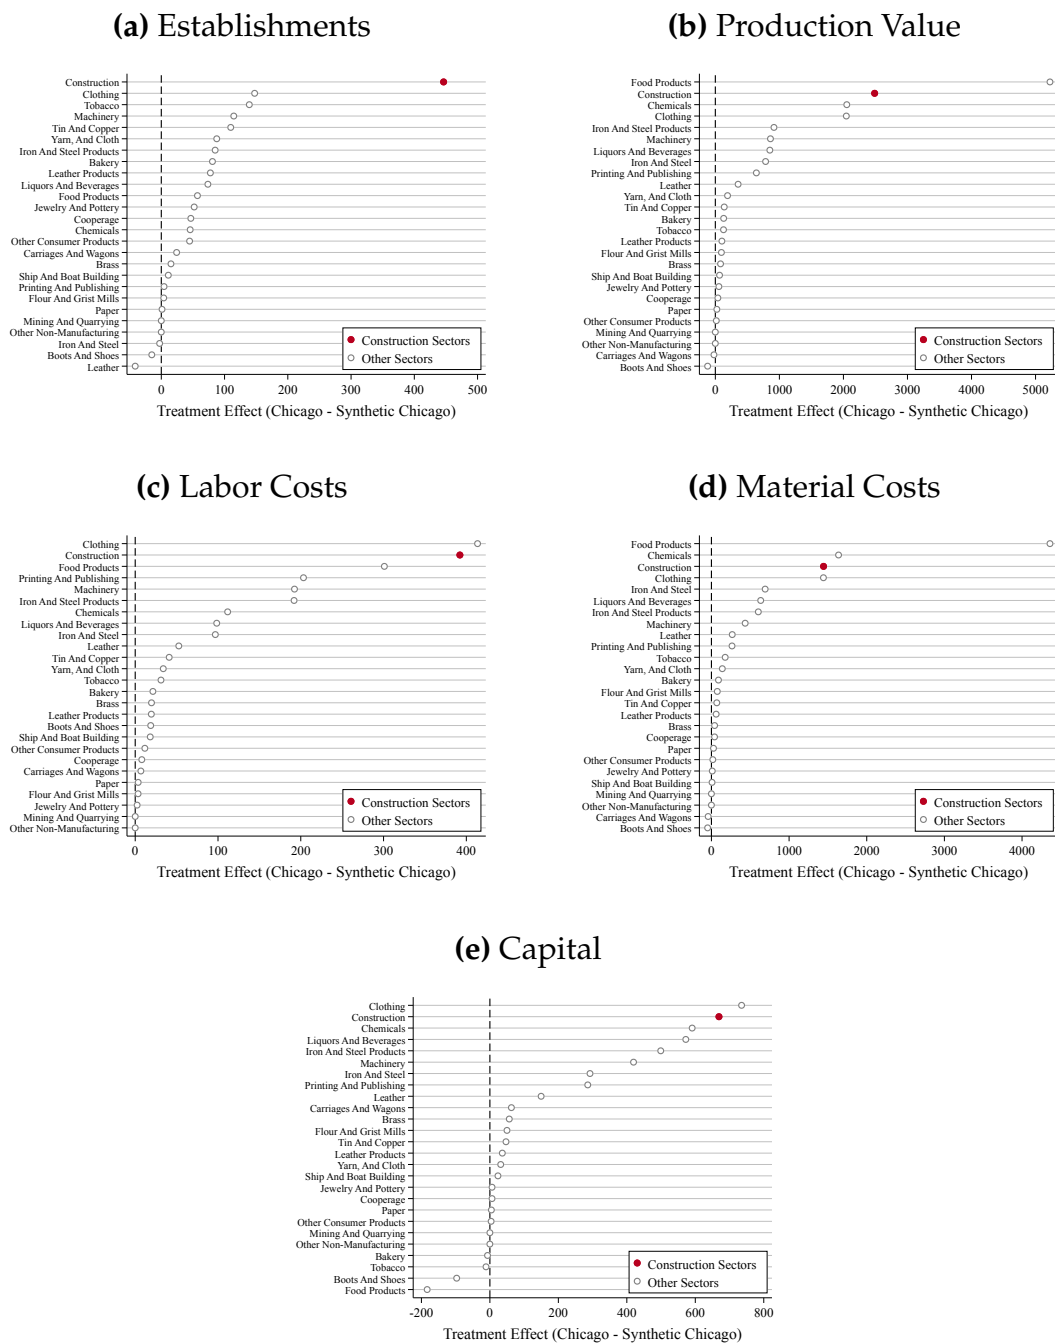 (a) Establishments
Construction
Clothing
Tobacco
Machinery
Tin And Copper
Yarn, And Cloth
Iron And Steel Products
Bakery
Leather Products
Liquors And Beverages
Food Products
Jewelry And Pottery
Cooperage
Chemicals
Other Consumer Products
Carriages And Wagons
Brass
Ship And Boat Building
Printing And Publishing
Flour And Grist Mills
Paper
Mining And Quarrying
Other Non-Manufacturing
Iron And Steel
Boots And Shoes
Leather
Construction Sectors
Other Sectors
0 100 200 300 400 500
Treatment Effect (Chicago - Synthetic Chicago)
(b) Production Value
Food Products
Construction
Chemicals
Clothing
Iron And Steel Products
Machinery
Liquors And Beverages
Iron And Steel
Printing And Publishing
Leather
Yarn, And Cloth
Tin And Copper
Bakery
Tobacco
Leather Products
Flour And Grist Mills
Brass
Ship And Boat Building
Jewelry And Pottery
Cooperage
Paper
Other Consumer Products
Mining And Quarrying
Other Non-Manufacturing
Carriages And Wagons
Boots And Shoes
Construction Sectors
Other Sectors
0 1000 2000 3000 4000 5000
Treatment Effect (Chicago - Synthetic Chicago)
(c) Labor Costs
Clothing
Construction
Food Products
Printing And Publishing
Machinery
Iron And Steel Products
Chemicals
Liquors And Beverages
Iron And Steel
Leather
Tin And Copper
Yarn, And Cloth
Tobacco
Bakery
Brass
Leather Products
Boots And Shoes
Ship And Boat Building
Other Consumer Products
Cooperage
Carriages And Wagons
Paper
Flour And Grist Mills
Jewelry And Pottery
Mining And Quarrying
Other Non-Manufacturing
Construction Sectors
Other Sectors
0 100 200 300 400
Treatment Effect (Chicago - Synthetic Chicago)
(d) Material Costs
Food Products
Chemicals
Construction
Clothing
Iron And Steel
Liquors And Beverages
Iron And Steel Products
Machinery
Leather
Printing And Publishing
Tobacco
Yarn, And Cloth
Bakery
Flour And Grist Mills
Tin And Copper
Leather Products
Brass
Cooperage
Paper
Other Consumer Products
Jewelry And Pottery
Ship And Boat Building
Mining And Quarrying
Other Non-Manufacturing
Carriages And Wagons
Boots And Shoes
Construction Sectors
Other Sectors
0 1000 2000 3000 4000
Treatment Effect (Chicago - Synthetic Chicago)
(e) Capital
Clothing
Construction
Chemicals
Liquors And Beverages
Iron And Steel Products
Machinery
Iron And Steel
Printing And Publishing
Leather
Carriages And Wagons
Brass
Flour And Grist Mills
Tin And Copper
Leather Products
Yarn, And Cloth
Ship And Boat Building
Jewelry And Pottery
Cooperage
Paper
Other Consumer Products
Mining And Quarrying
Other Non-Manufacturing
Bakery
Tobacco
Boots And Shoes
Food Products
Construction Sectors
Other Sectors
-200 0 200 400 600 800
Treatment Effect (Chicago - Synthetic Chicago)